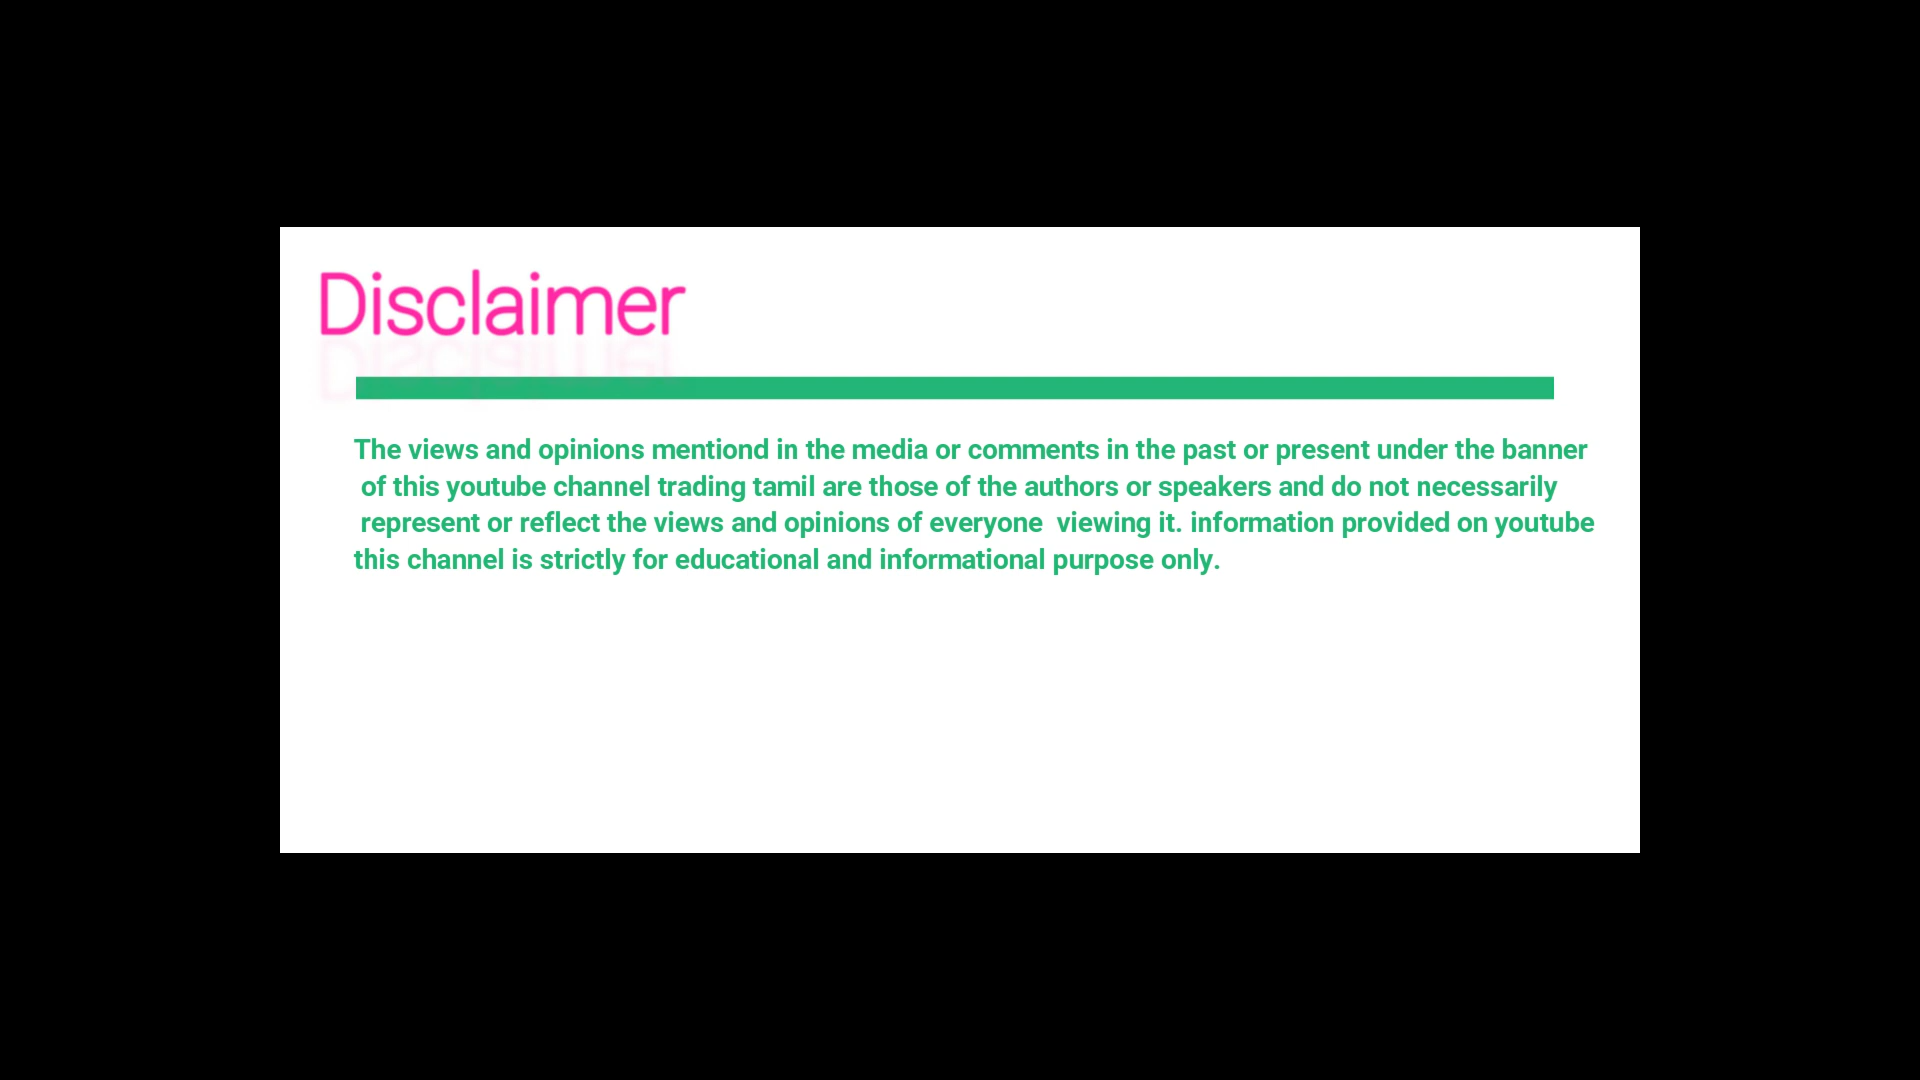 Disclaimer
The views and opinions mentiond in the media or comments in the past or present under the banner
of this youtube channel trading tamil are those of the authors or speakers and do not necessarily
represent or reflect the views and opinions of everyone  viewing it. information provided on youtube
this channel is strictly for educational and informational purpose only.